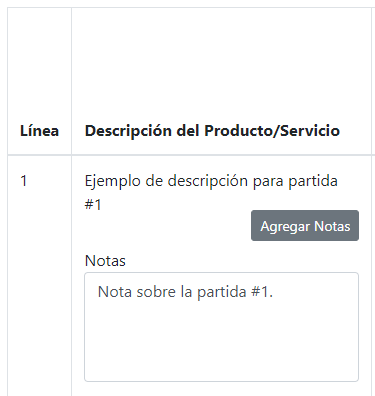 Línea
Descripción del Producto/Servicio
1
Ejemplo de descripción para partida
#1
Agregar Notas
Notas
Nota sobre la partida #1.